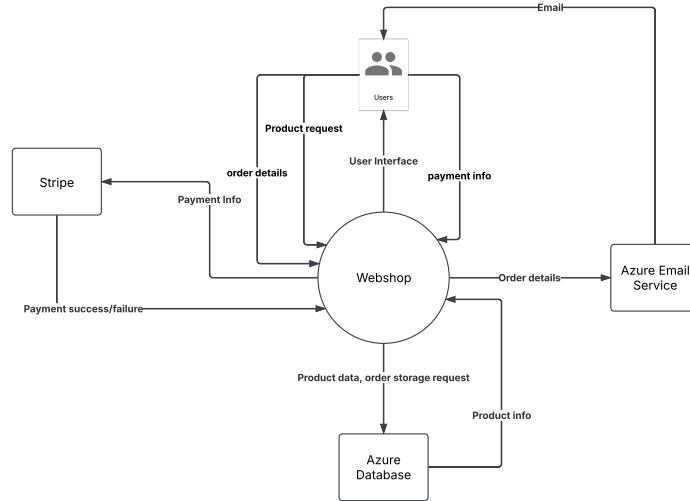 Email
Users
Product request
User Interface
order details
payment info
Stripe
Payment Info
Webshop
Order details
Azure Email
Service
Payment success/failure
Product data, order storage request
Product info
Azure
Database